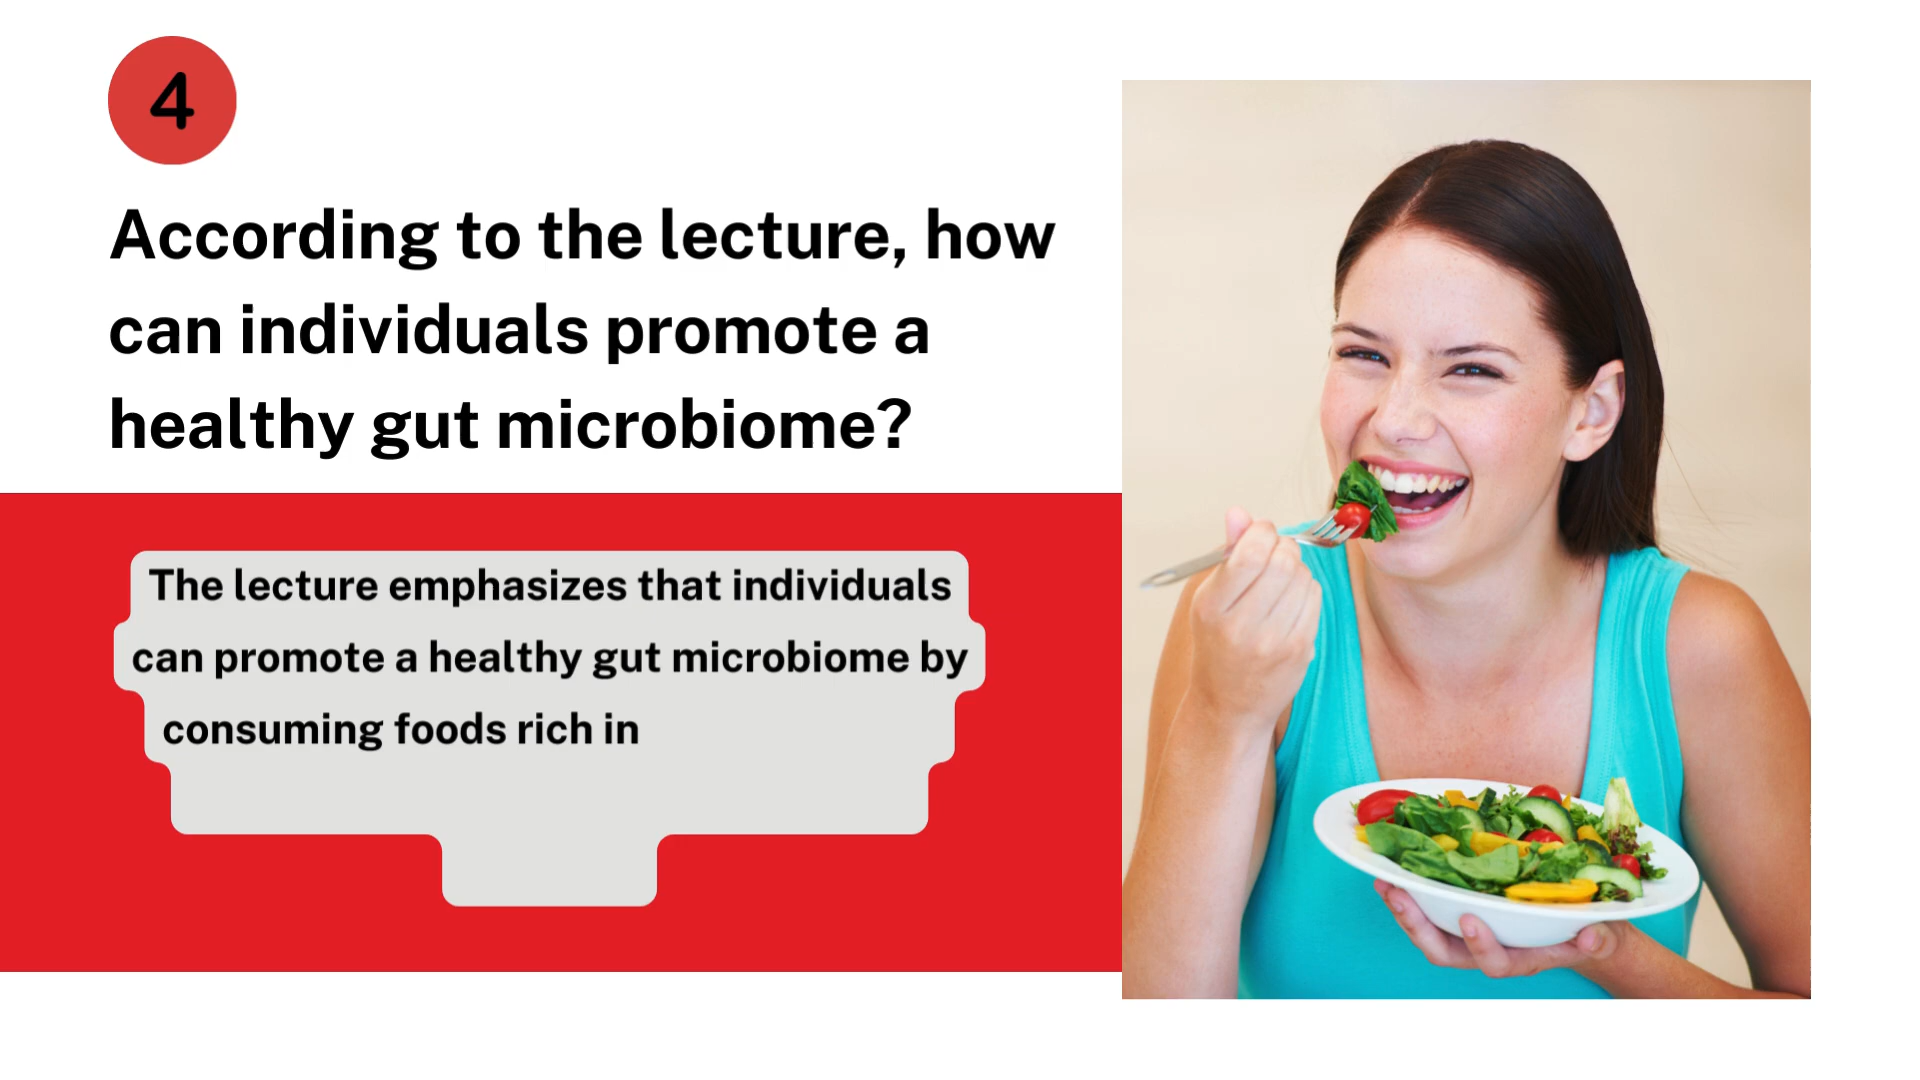 4
According to the lecture, how
can individuals promote a
healthy gut microbiome?
The lecture emphasizes that individuals
can promote a healthy gut microbiome by
consuming foods rich in